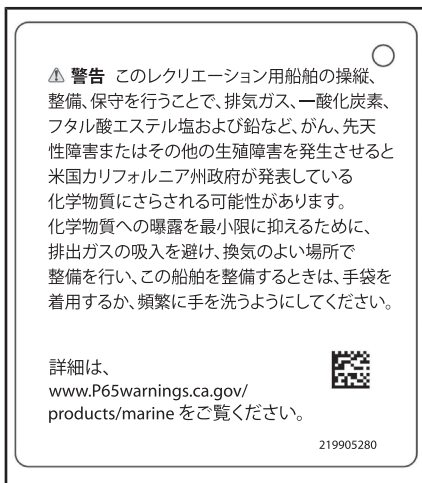 ⚠ 警告 このレクリエーション用船舶の操縦、
整備、保守を行うことで、排気ガス、一酸化炭素、
フタル酸エステル塩および鉛など、がん、先天
性障害またはその他の生殖障害を発生させると
米国カリフォルニア州政府が発表している
化学物質にさらされる可能性があります。
化学物質への曝露を最小限に抑えるために、
排出ガスの吸入を避け、換気のよい場所で
整備を行い、この船舶を整備するときは、手袋を
着用するか、頻繁に手を洗うようにしてください。
詳細は、
www.P65warnings.ca.gov/
products/marine をご覧ください。
219905280